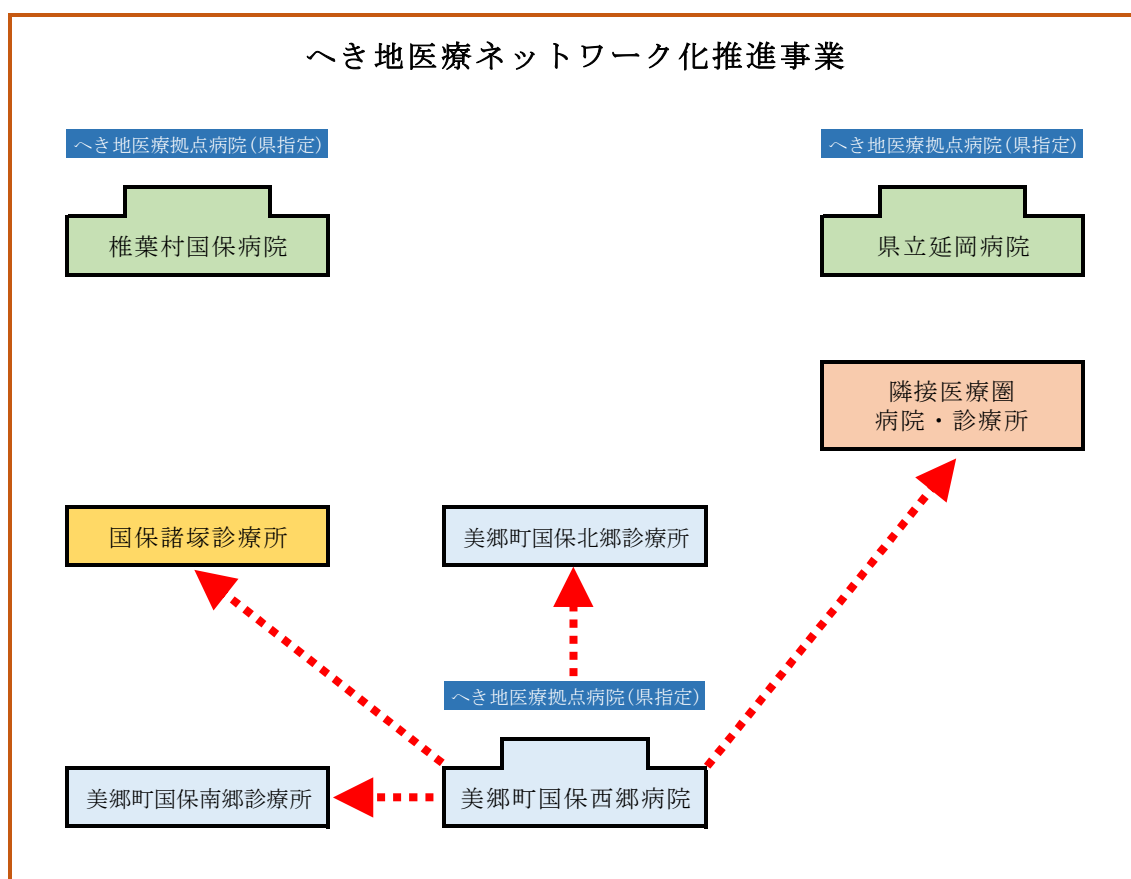 へき地医療ネットワーク化推進事業
へき地医療拠点病院(県指定)
へき地医療拠点病院(県指定)
椎葉村国保病院
県立延岡病院
隣接医療圏
病院・診療所
国保諸塚診療所
美郷町国保北郷診療所
へき地医療拠点病院(県指定)
美郷町国保南郷診療所
美郷町国保西郷病院